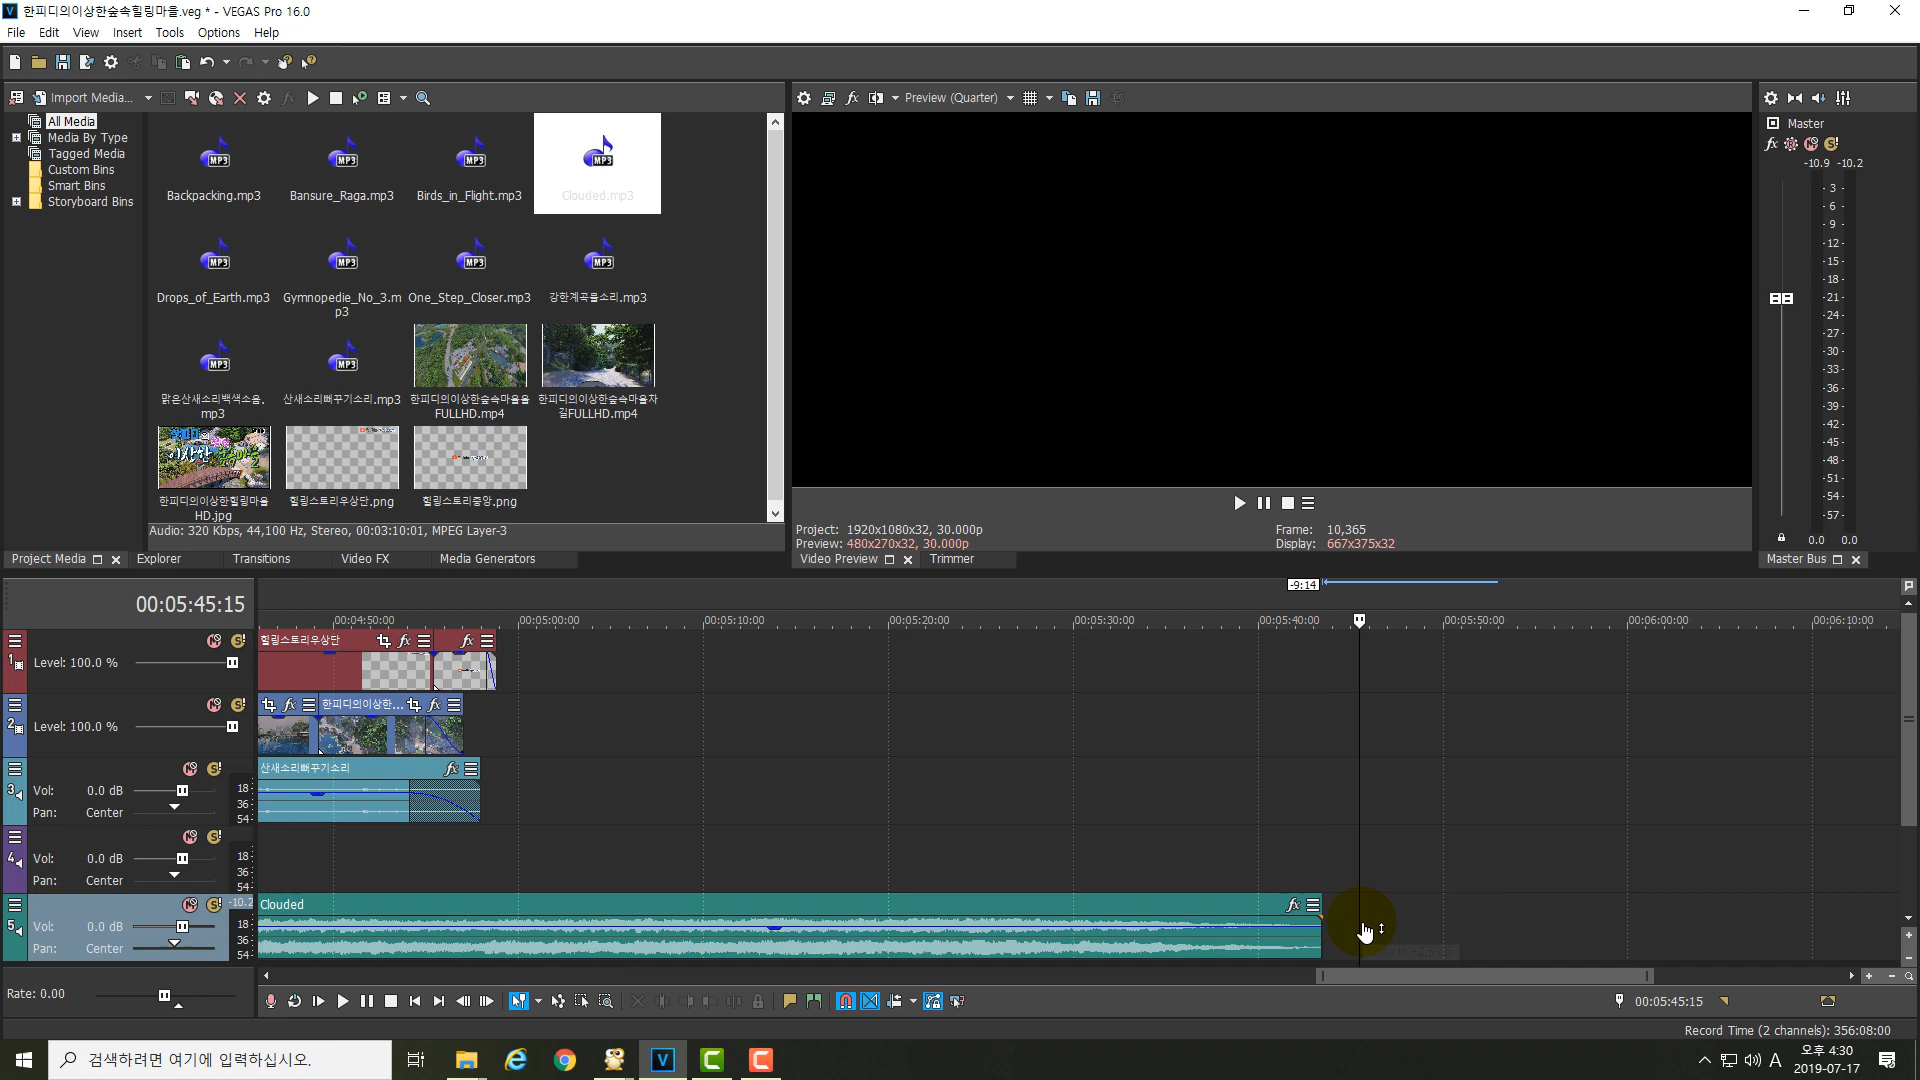 한피디의이상한숲속힐링마을.veg * - VEGAS Pro 16.0
File Edit View Insert Tools Options Help
Import Media...
Preview (Quarter)
All Media
Media By Type
Tagged Media
Custom Bins
Smart Bins
Storyboard Bins
Backpacking.mp3 Bansure_Raga.mp3 Birds_in_Flight.mp3 Clouded.mp3
Drops_of_Earth.mp3 Gymnopedie_No_3.m
p3 One_Step_Closer.mp3 강한계곡물소리.mp3
맑은산새소리백색소음.
mp3 산새소리뻐꾸기소리.mp3 한피디의이상한숲속마을을
FULLHD.mp4 한피디의이상한숲속마을차
길FULLHD.mp4
한피디의이상한힐링마을
HD.jpg 힐링스토리우상단.png 힐링스토리중앙.png
Audio: 320 Kbps, 44,100 Hz, Stereo, 00:03:10:01, MPEG Layer-3
Project Media Explorer Transitions Video FX Media Generators
Project: 1920x1080x32, 30.000p
Preview: 480x270x32, 30.000p
Frame: 10,365
Display: 667x375x32
Video Preview Trimmer
Master
-10.9 -10.2
- 3 -
- 6 -
- 9 -
-12-
-15-
-18-
-21-
-24-
-27-
-30-
-33-
-36-
-39-
-42-
-45-
-48-
-51-
-54-
-57-
0.0 0.0
Master Bus
00:05:45:15
-9:14
00:04:50:00 00:05:00:00 00:05:10:00 00:05:20:00 00:05:30:00 00:05:40:00 00:05:50:00 00:06:00:00 00:06:10:00
1 Level: 100.0 %
힐링스토리우상단
2 Level: 100.0 %
한피디의이상한...
3 Vol: 0.0 dB
Pan: Center
18
36
54
산새소리뻐꾸기소리
4 Vol: 0.0 dB
Pan: Center
18
36
54
5 Vol: 0.0 dB
Pan: Center
-10.2
18
36
54
Clouded
Rate: 0.00
00:05:45:15
Record Time (2 channels): 356:08:00
검색하려면 여기에 입력하십시오.
A
오후 4:30
2019-07-17